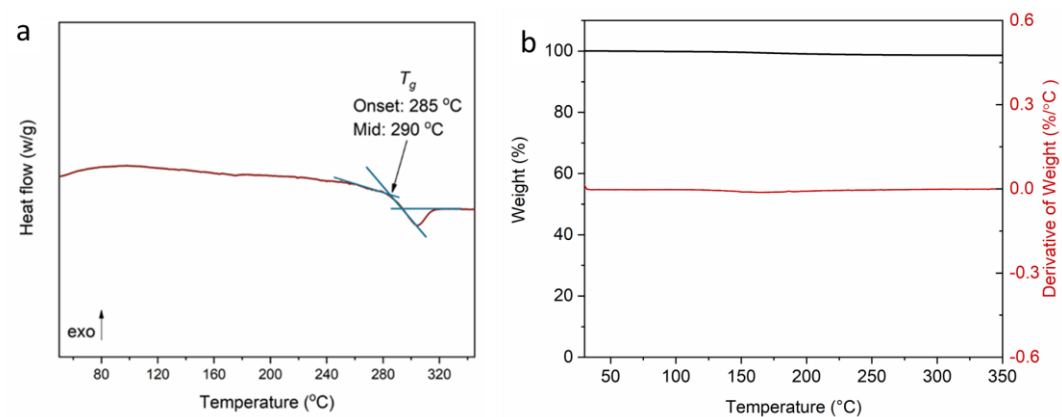 a
Heat flow (w/g)
Tg
Onset: 285 °C
Mid: 290 °C
exo
80 120 160 200 240 280 320
Temperature (°C)
b
Weight (%)
100
80
60
40
20
0
50 100 150 200 250 300 350
Temperature (°C)
0.6
0.3
0.0
-0.3
-0.6
Derivative of Weight (%/°C)